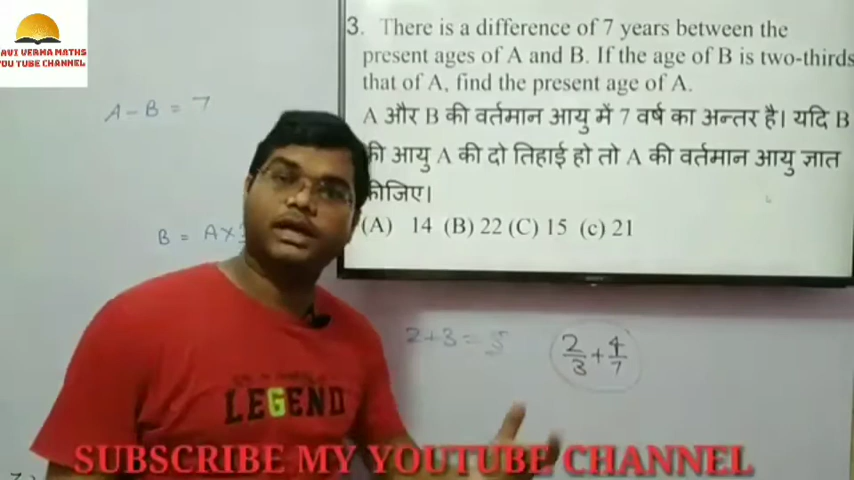 AVI VERMA MATHS
YOU TUBE CHANNEL
3. There is a difference of 7 years between the
present ages of A and B. If the age of B is two-thirds
that of A, find the present age of A.
A और B की वर्तमान आयु में 7 वर्ष का अन्तर है। यदि B
की आयु A की दो तिहाई हो तो A की वर्तमान आयु ज्ञात
कीजिए।
(A) 14 (B) 22 (C) 15 (c) 21
A - B = 7
B = A ×
2+3 = 5
2/3 + 4/7
LEGEND
SUBSCRIBE MY YOUTUBE CHANNEL